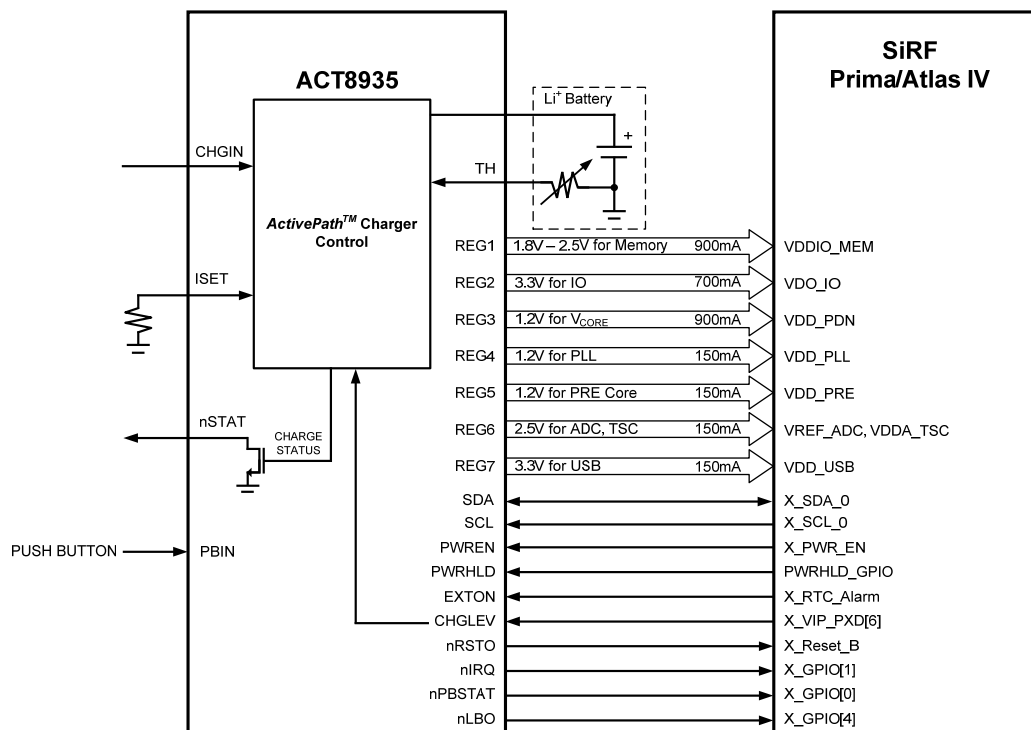 ACT8935
SiRF
Prima/Atlas IV
Li+ Battery
+
CHGIN
TH
ActivePath™ Charger
Control
ISET
REG1 1.8V – 2.5V for Memory 900mA VDDIO_MEM
REG2 3.3V for IO 700mA VDO_IO
REG3 1.2V for VCORE 900mA VDD_PDN
REG4 1.2V for PLL 150mA VDD_PLL
REG5 1.2V for PRE Core 150mA VDD_PRE
REG6 2.5V for ADC, TSC 150mA VREF_ADC, VDDA_TSC
REG7 3.3V for USB 150mA VDD_USB
nSTAT
CHARGE
STATUS
SDA X_SDA_0
SCL X_SCL_0
PUSH BUTTON PBIN
PWREN X_PWR_EN
PWRHLD PWRHLD_GPIO
EXTON X_RTC_Alarm
CHGLEV X_VIP_PXD[6]
nRSTO X_Reset_B
nIRQ X_GPIO[1]
nPBSTAT X_GPIO[0]
nLBO X_GPIO[4]